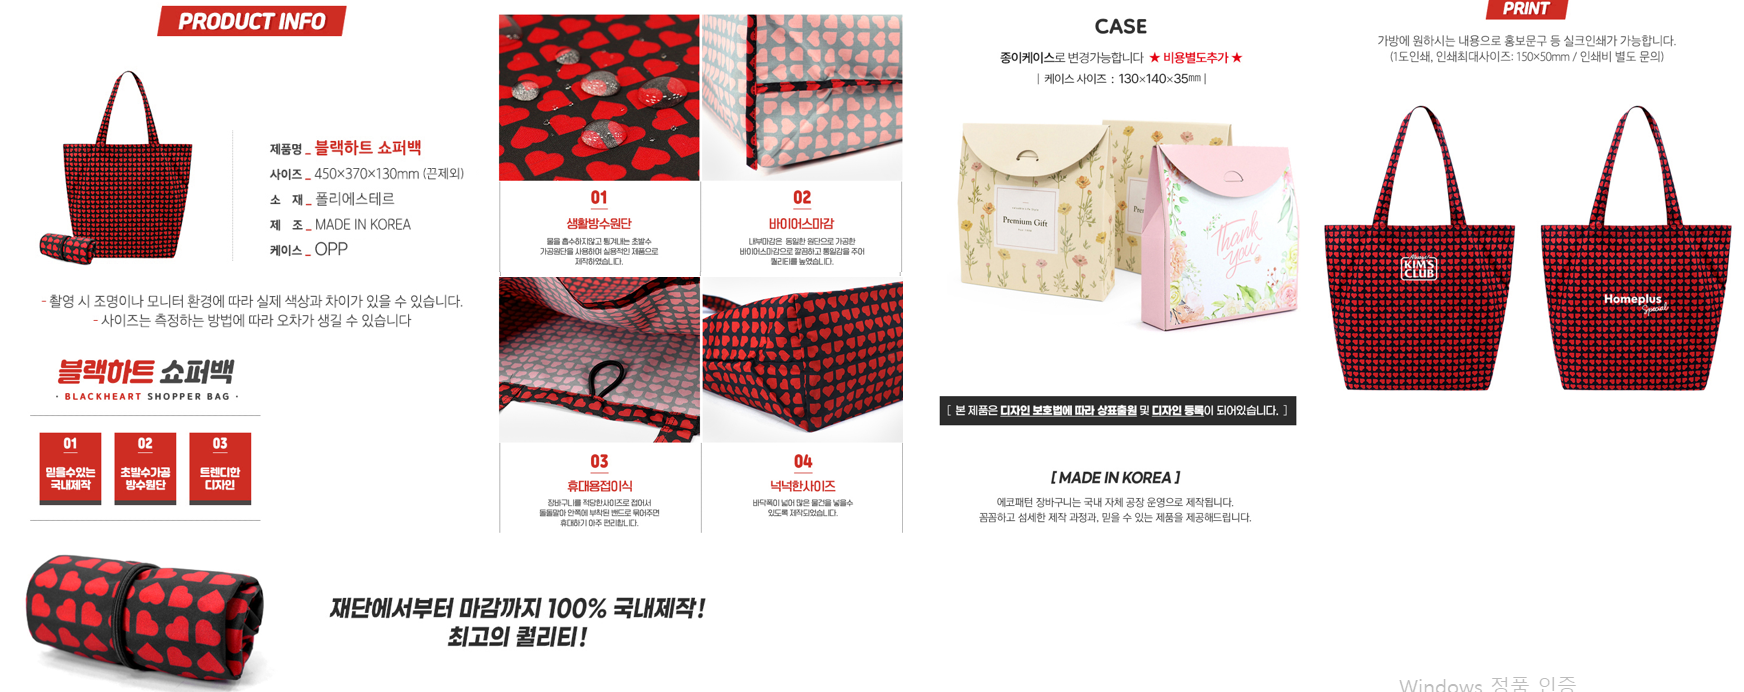 PRODUCT INFO
제품명 _ 블랙하트 쇼퍼백
사이즈 _ 450×370×130mm (끈제외)
소 재 _ 폴리에스테르
제 조 _ MADE IN KOREA
케이스 _ OPP
- 촬영 시 조명이나 모니터 환경에 따라 실제 색상과 차이가 있을 수 있습니다.
- 사이즈는 측정하는 방법에 따라 오차가 생길 수 있습니다
블랙하트 쇼퍼백
· BLACKHEART SHOPPER BAG ·
01
믿을수있는
국내제작
02
초발수가공
방수원단
03
트렌디한
디자인
재단에서부터 마감까지 100% 국내제작!
최고의 퀄리티!
01
생활방수원단
물을 흡수하지않고 튕겨내는 초발수
가공원단을 사용하여 실용적인 제품으로
제작하였습니다.
02
바이어스마감
내부마감은 동일한 원단으로 가공한
바이어스마감으로 깔끔하고 통일감을 주어
퀄리티를 높였습니다.
03
휴대용접이식
장바구니를 적당한사이즈로 접어서
돌돌말아 안쪽에 부착된 밴드로 묶어주면
휴대하기 아주 편리합니다.
04
넉넉한사이즈
바닥폭이 넓어 많은 물건을 넣을수
있도록 제작되었습니다.
CASE
종이케이스로 변경가능합니다 ★ 비용별도추가 ★
| 케이스 사이즈 : 130×140×35mm |
Premium Gift
Thank
you
[ 본 제품은 디자인 보호법에 따라 상표출원 및 디자인 등록이 되어있습니다. ]
[ MADE IN KOREA ]
에코패턴 장바구니는 국내 자체 공장 운영으로 제작됩니다.
꼼꼼하고 섬세한 제작 과정과, 믿을 수 있는 제품을 제공해드립니다.
PRINT
가방에 원하시는 내용으로 홍보문구 등 실크인쇄가 가능합니다.
(1도인쇄, 인쇄최대사이즈: 150×50mm / 인쇄비 별도 문의)
KIM'S
CLUB
Homeplus
Special
Windows 정품 인증